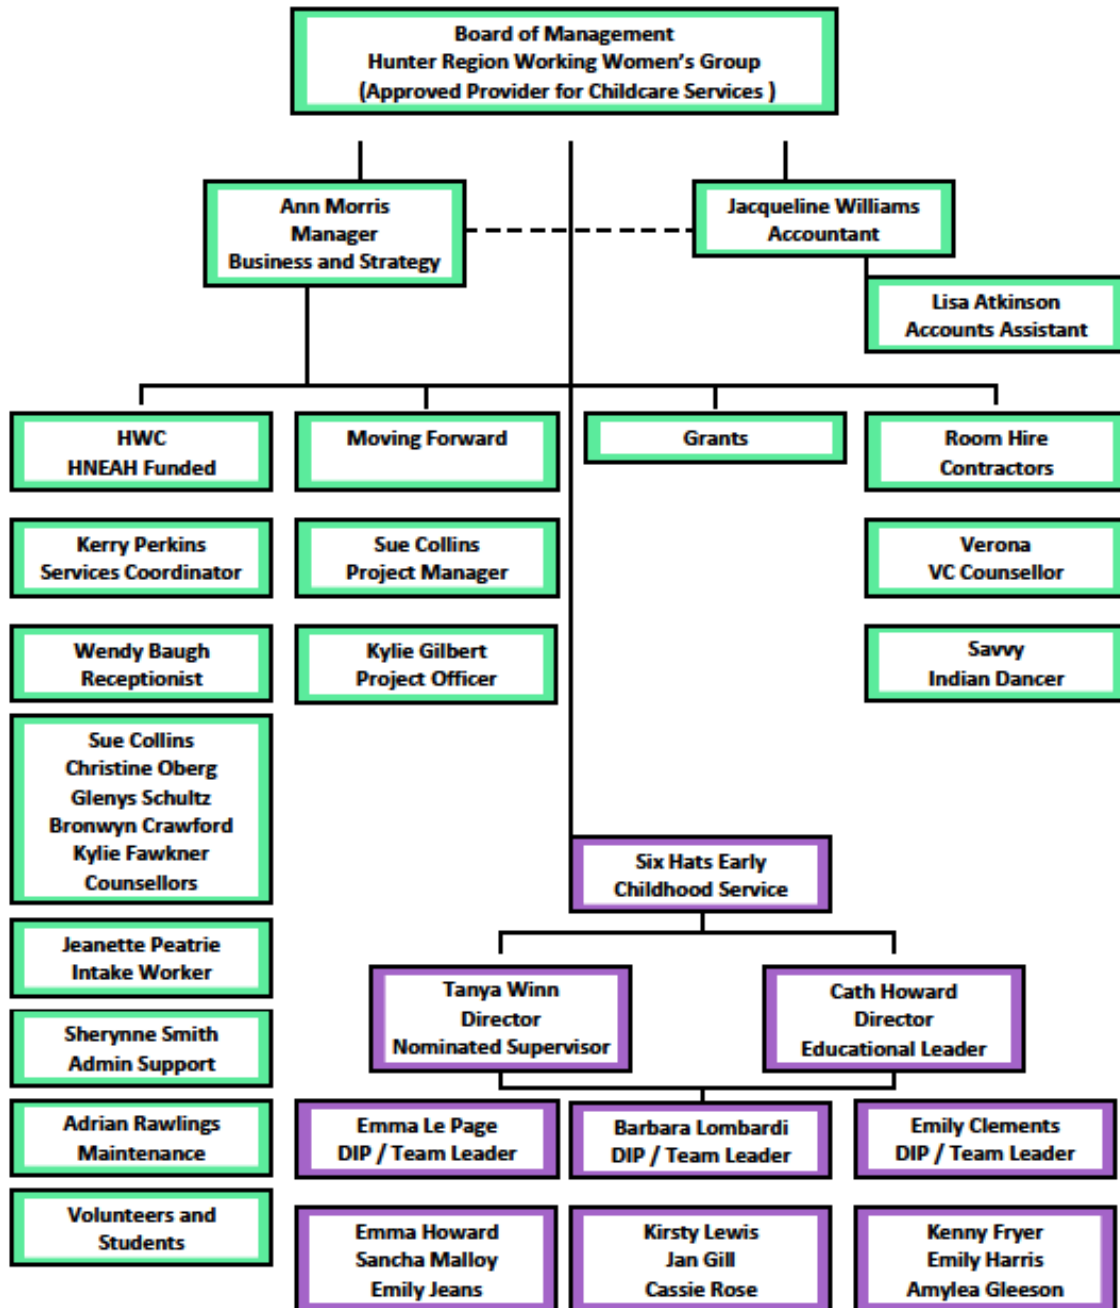 Board of Management
Hunter Region Working Women's Group
(Approved Provider for Childcare Services )
Ann Morris
Manager
Business and Strategy
Jacqueline Williams
Accountant
Lisa Atkinson
Accounts Assistant
HWC
HNEAH Funded
Moving Forward
Grants
Room Hire
Contractors
Kerry Perkins
Services Coordinator
Sue Collins
Project Manager
Verona
VC Counsellor
Wendy Baugh
Receptionist
Kylie Gilbert
Project Officer
Savvy
Indian Dancer
Sue Collins
Christine Oberg
Glenys Schultz
Bronwyn Crawford
Kylie Fawkner
Counsellors
Six Hats Early
Childhood Service
Jeanette Peatrie
Intake Worker
Tanya Winn
Director
Nominated Supervisor
Cath Howard
Director
Educational Leader
Sherynne Smith
Admin Support
Adrian Rawlings
Maintenance
Emma Le Page
DIP / Team Leader
Barbara Lombardi
DIP / Team Leader
Emily Clements
DIP / Team Leader
Volunteers and
Students
Emma Howard
Sancha Malloy
Emily Jeans
Kirsty Lewis
Jan Gill
Cassie Rose
Kenny Fryer
Emily Harris
Amylea Gleeson